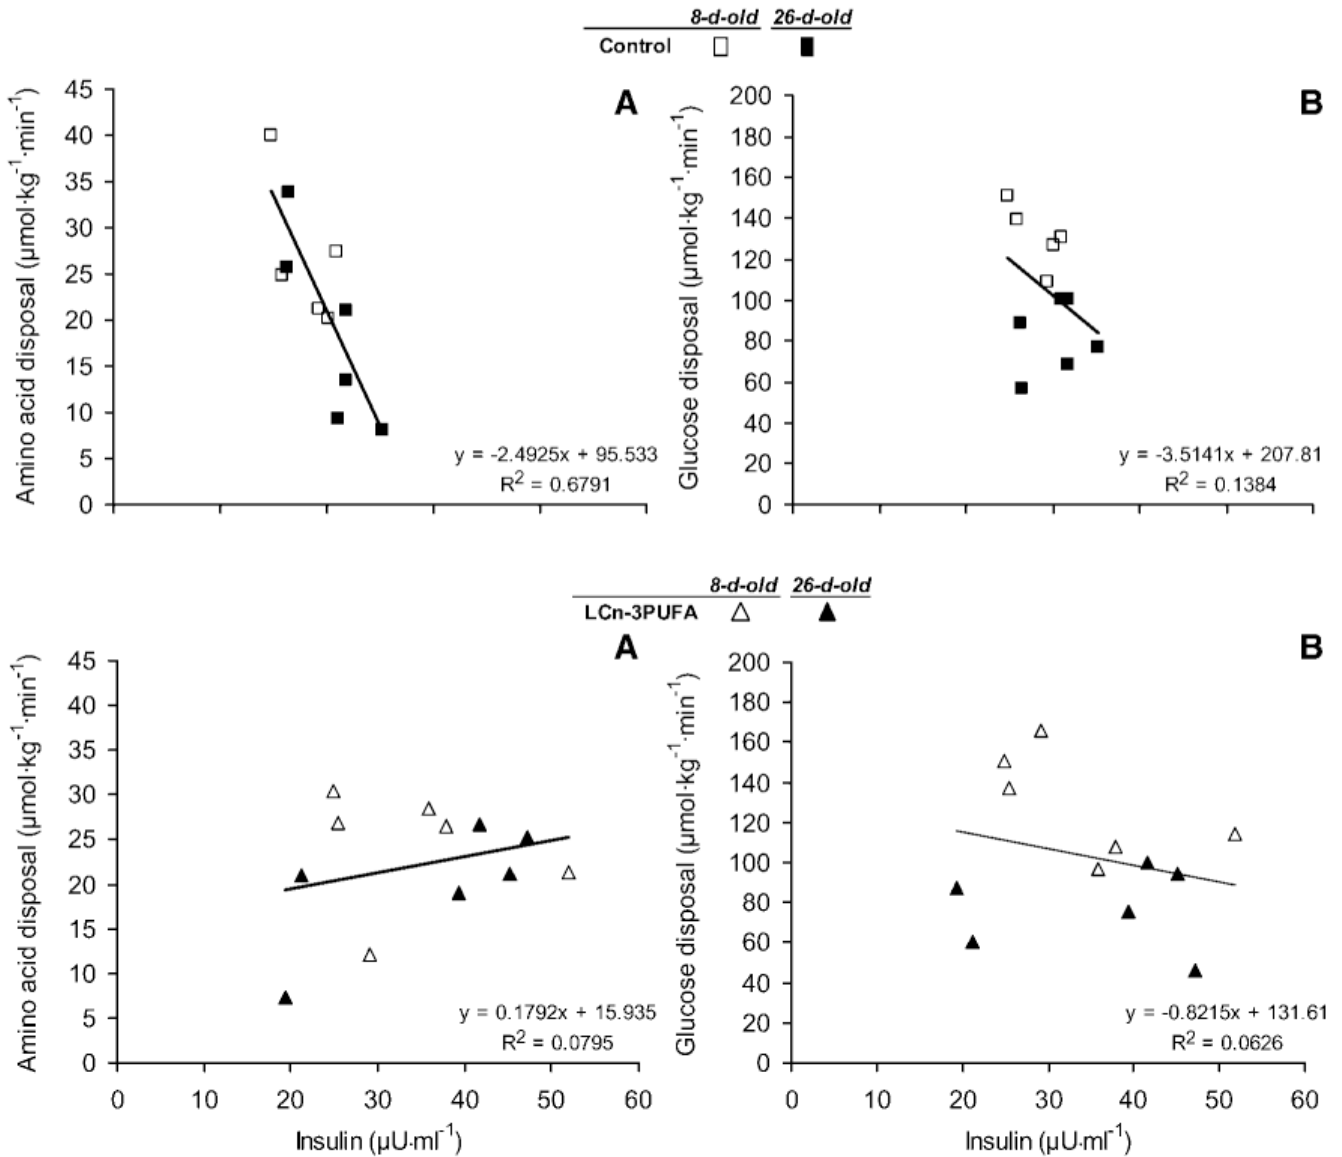 8-d-old 26-d-old
Control
A
B
Amino acid disposal (µmol·kg⁻¹·min⁻¹)
45
40
35
30
25
20
15
10
5
0
y = -2.4925x + 95.533
R² = 0.6791
Glucose disposal (µmol·kg⁻¹·min⁻¹)
200
180
160
140
120
100
80
60
40
20
0
y = -3.5141x + 207.81
R² = 0.1384
8-d-old 26-d-old
LCn-3PUFA
A
B
Amino acid disposal (µmol·kg⁻¹·min⁻¹)
45
40
35
30
25
20
15
10
5
0
y = 0.1792x + 15.935
R² = 0.0795
0 10 20 30 40 50 60
Insulin (µU·ml⁻¹)
Glucose disposal (µmol·kg⁻¹·min⁻¹)
200
180
160
140
120
100
80
60
40
20
0
y = -0.8215x + 131.61
R² = 0.0626
0 10 20 30 40 50 60
Insulin (µU·ml⁻¹)